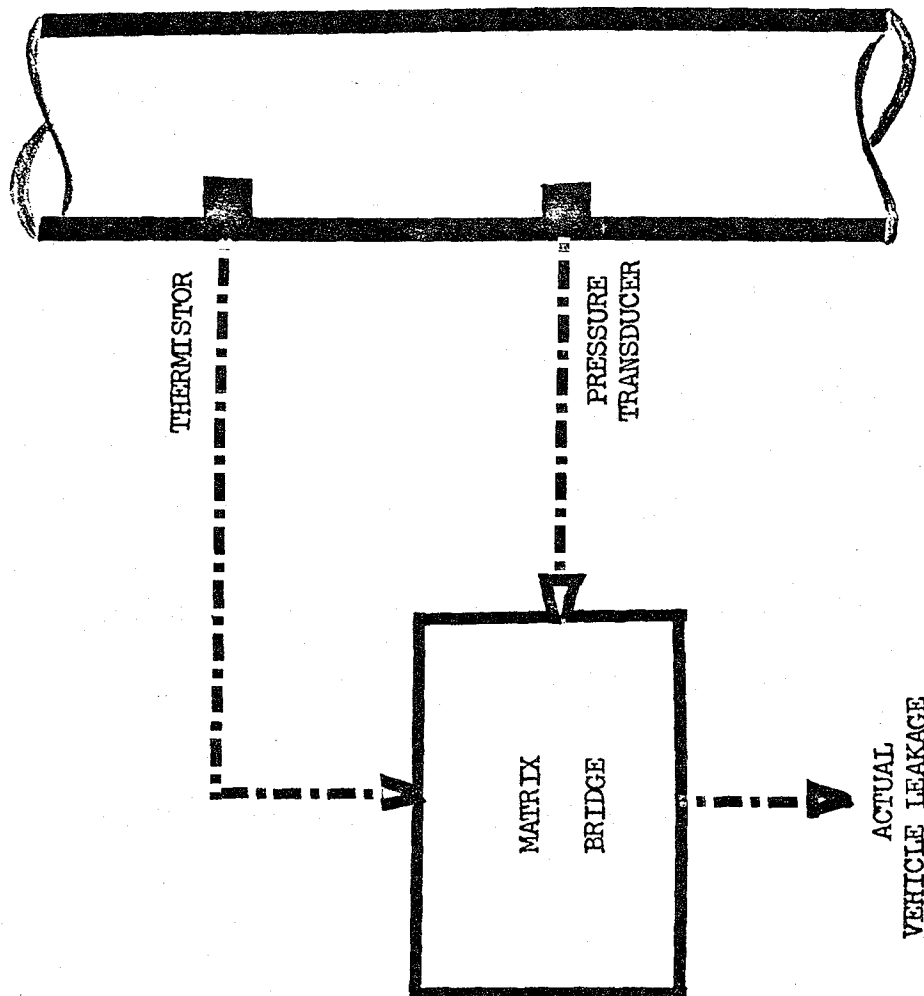 THERMISTOR
PRESSURE
TRANSDUCER
MATRIX
BRIDGE
ACTUAL
VEHICLE LEAKAGE